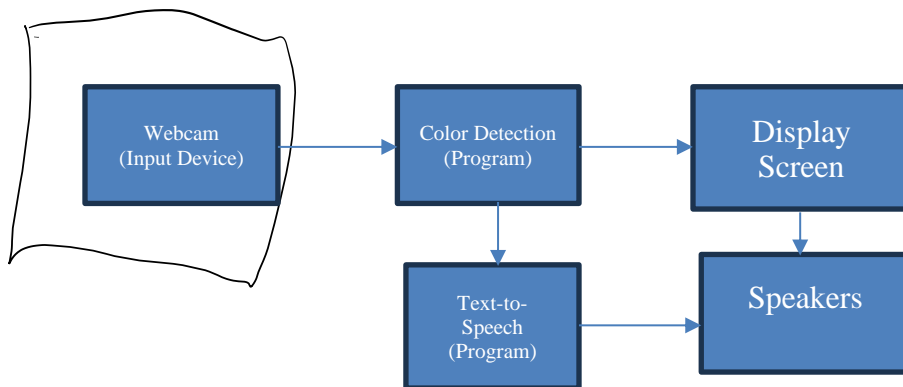 Webcam
(Input Device)
Color Detection
(Program)
Display
Screen
Text-to-
Speech
(Program)
Speakers